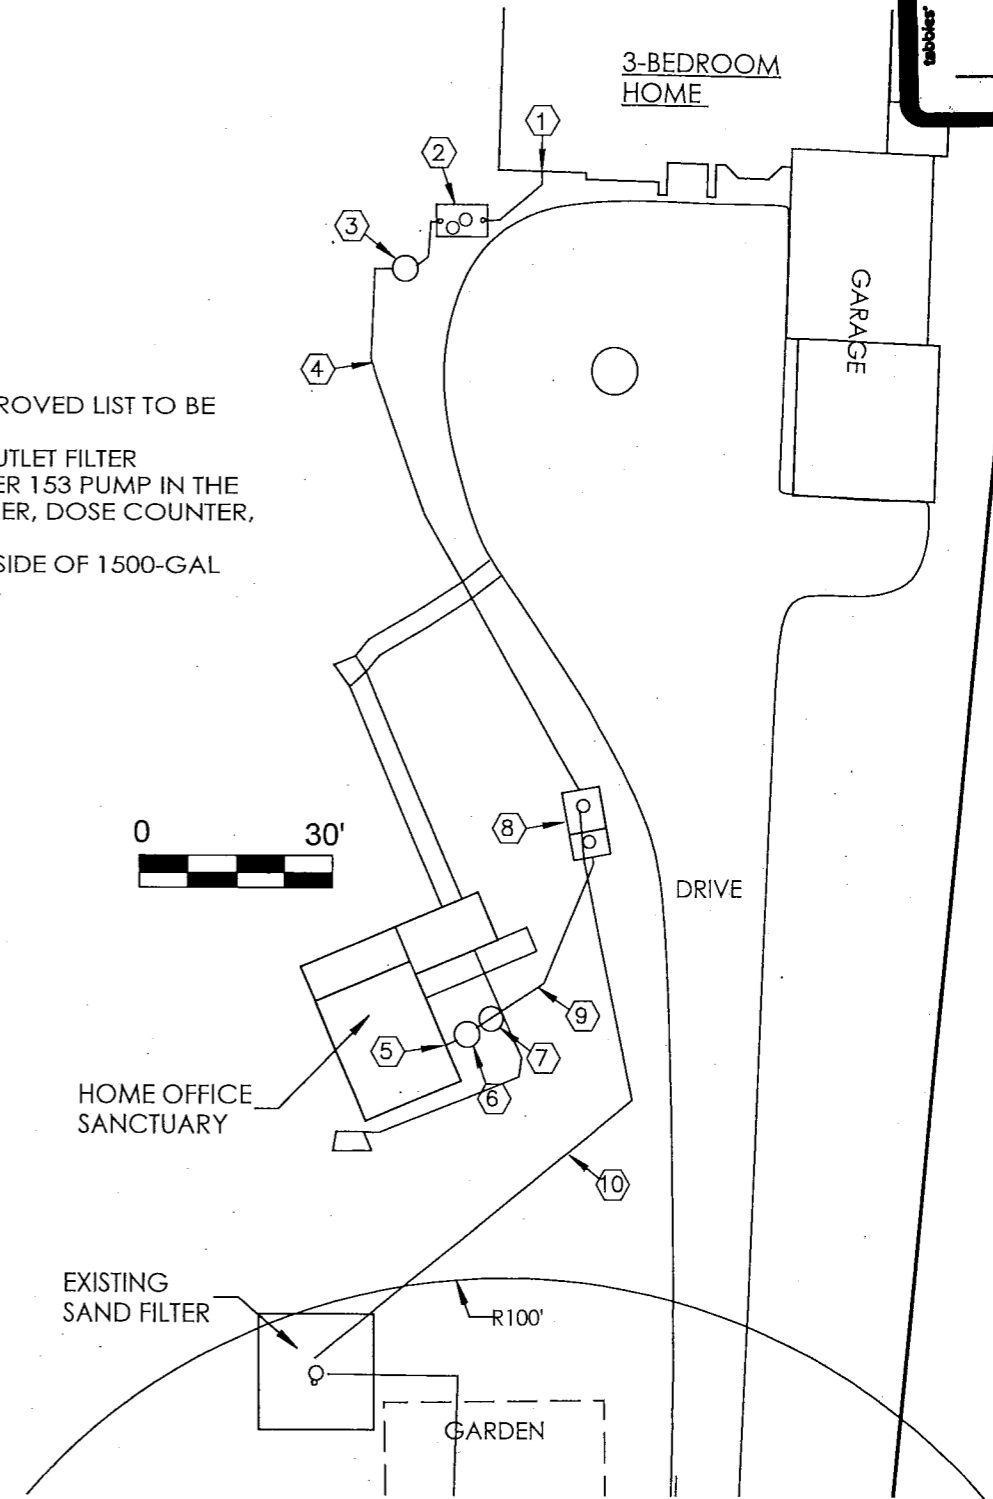 tabbies'
3-BEDROOM
HOME
1
2
3
GARAGE
4
ROVED LIST TO BE
UTLET FILTER
ER 153 PUMP IN THE
ER, DOSE COUNTER,
SIDE OF 1500-GAL
0 30'
8
DRIVE
9
5
7
6
HOME OFFICE
SANCTUARY
10
EXISTING
SAND FILTER
R100'
GARDEN